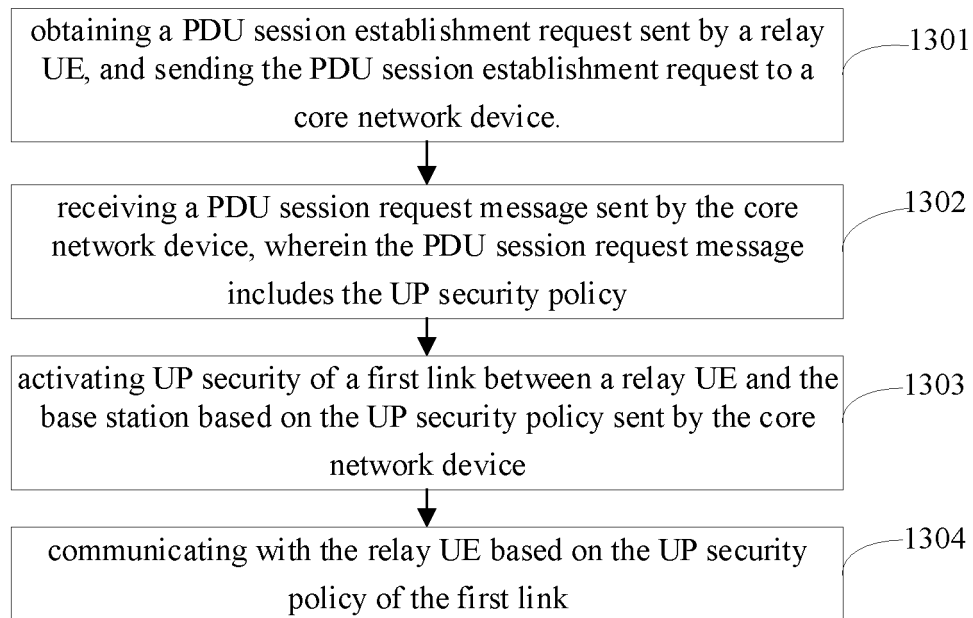 obtaining a PDU session establishment request sent by a relay
UE, and sending the PDU session establishment request to a
core network device.
1301
receiving a PDU session request message sent by the core
network device, wherein the PDU session request message
includes the UP security policy
1302
activating UP security of a first link between a relay UE and the
base station based on the UP security policy sent by the core
network device
1303
communicating with the relay UE based on the UP security
policy of the first link
1304